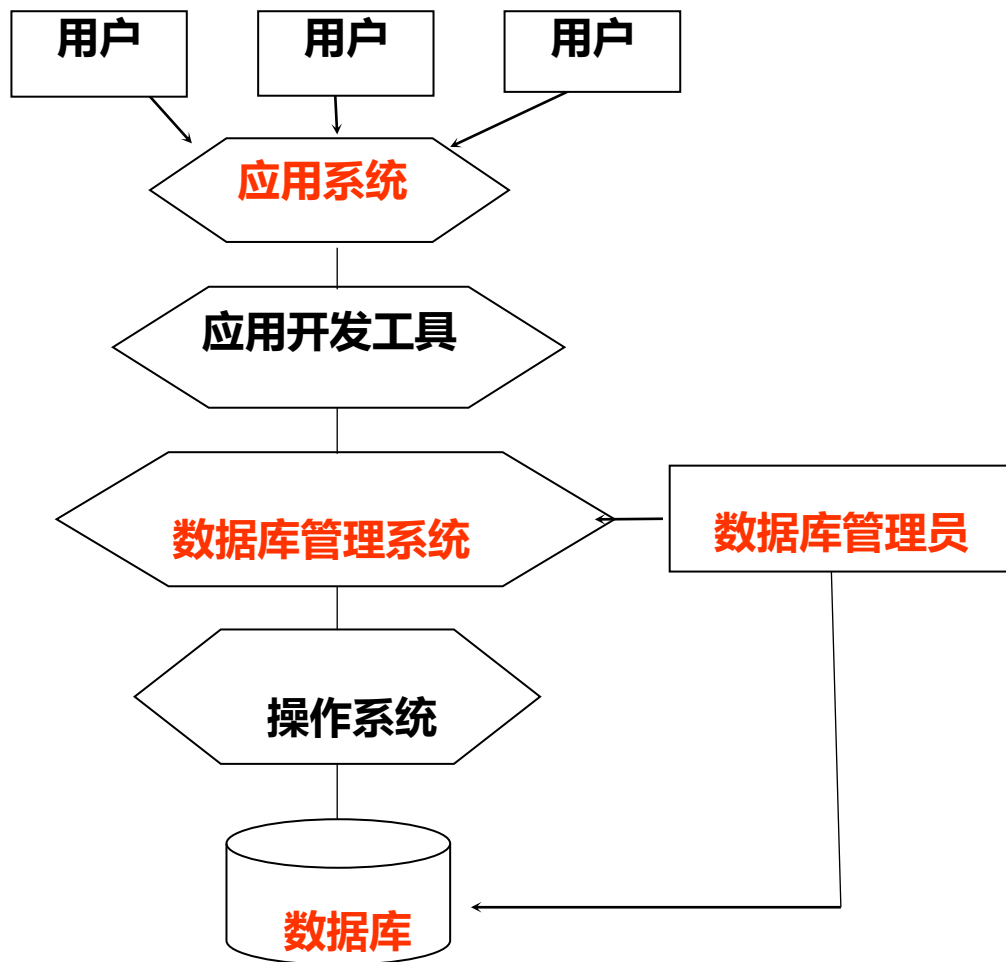 用户
用户
用户
应用系统
应用开发工具
数据库管理系统
数据库管理员
操作系统
数据库